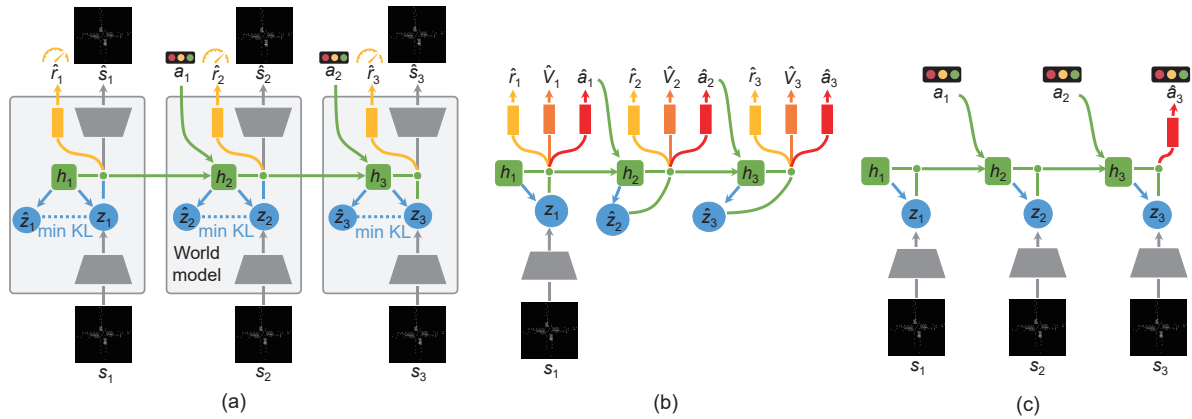 r̂₁ ŝ₁ a₁ r̂₂ ŝ₂ a₂ r̂₃ ŝ₃
h₁ h₂ h₃
ẑ₁ z₁ ẑ₂ z₂ ẑ₃ z₃
min KL min KL min KL
World
model
s₁ s₂ s₃
(a)
r̂₁ V̂₁ â₁ r̂₂ V̂₂ â₂ r̂₃ V̂₃ â₃
h₁ h₂ h₃
z₁ ẑ₂ ẑ₃
s₁
(b)
a₁ a₂ â₃
h₁ h₂ h₃
z₁ z₂ z₃
s₁ s₂ s₃
(c)